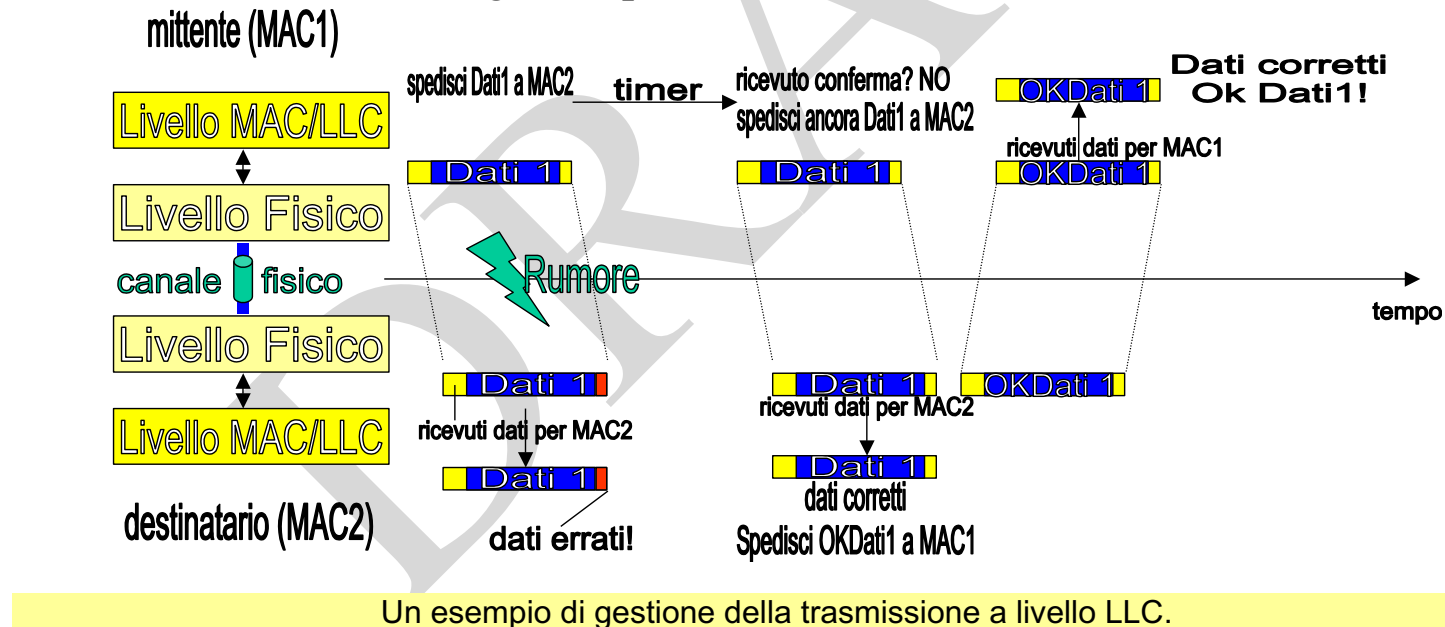 mittente (MAC1)
Livello MAC/LLC
Livello Fisico
canale fisico
Livello Fisico
Livello MAC/LLC
destinatario (MAC2)
spedisci Dati1 a MAC2
timer
ricevuto conferma? NO
spedisci ancora Dati1 a MAC2
OKDati 1
Dati corretti
Ok Dati1!
ricevuti dati per MAC1
Dati 1
Dati 1
OKDati 1
Rumore
tempo
Dati 1
ricevuti dati per MAC2
Dati 1
dati errati!
Dati 1
ricevuti dati per MAC2
Dati 1
dati corretti
Spedisci OKDati1 a MAC1
OKDati 1
DRA
Un esempio di gestione della trasmissione a livello LLC.